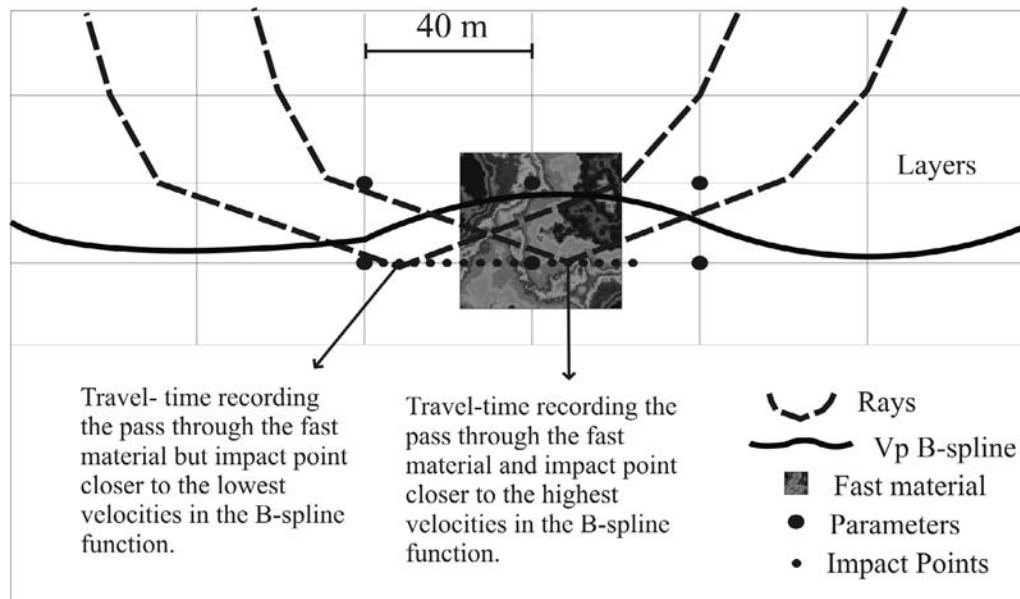 40 m
Layers
Travel- time recording
the pass through the fast
material but impact point
closer to the lowest
velocities in the B-spline
function.
Travel-time recording the
pass through the fast
material and impact point
closer to the highest
velocities in the B-spline
function.
Rays
Vp B-spline
Fast material
Parameters
Impact Points